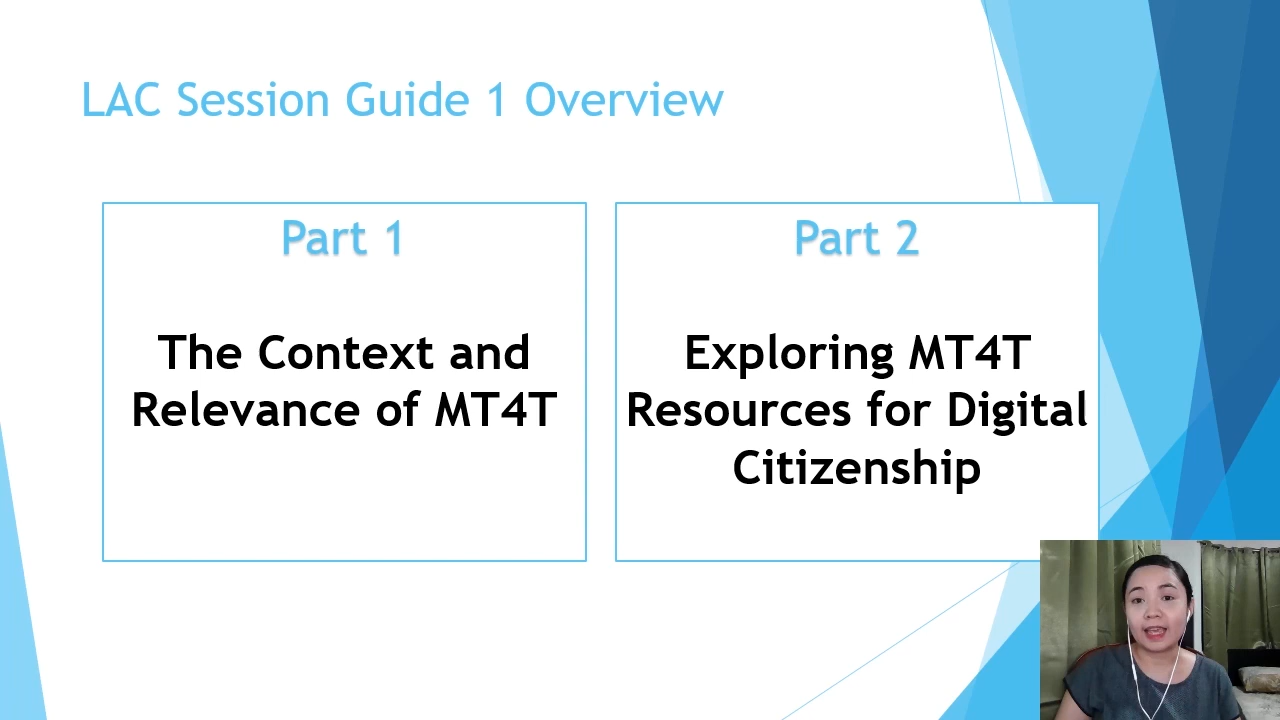 LAC Session Guide 1 Overview
Part 1
The Context and
Relevance of MT4T
Part 2
Exploring MT4T
Resources for Digital
Citizenship